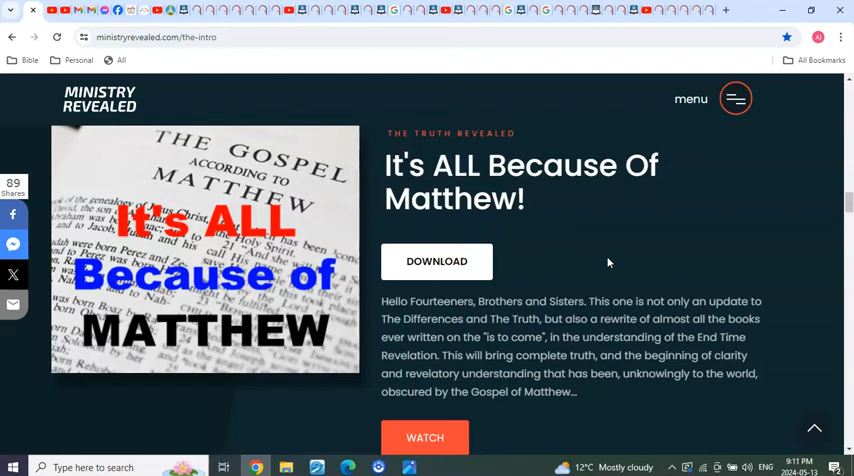 ministryrevealed.com/the-intro
Bible
Personal
All
All Bookmarks
MINISTRY
REVEALED
menu
THE GOSPEL
ACCORDING TO
MATTHEW
It's ALL
Because of
MATTHEW
THE TRUTH REVEALED
It's ALL Because Of
Matthew!
DOWNLOAD
89
Shares
Hello Fourteeners, Brothers and Sisters. This one is not only an update to
The Differences and The Truth, but also a rewrite of almost all the books
ever written on the "is to come", in the understanding of the End Time
Revelation. This will bring complete truth, and the beginning of clarity
and revelatory understanding that has been, unknowingly to the world,
obscured by the Gospel of Matthew...
WATCH
Type here to search
12°C Mostly cloudy
ENG
9:11 PM
2024-05-13